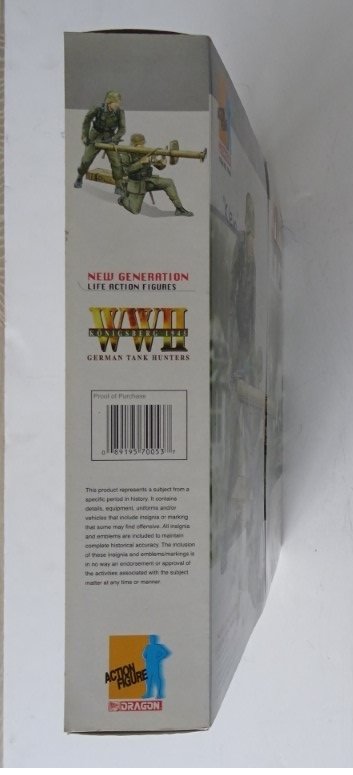 NEW GENERATION
LIFE ACTION FIGURES
WWII
KÖNIGSBERG 1945
GERMAN TANK HUNTERS
Proof of Purchase
0 89195 70053 7
This product represents a subject from a
specific period in history. It contains
details, equipment, uniforms and/or
vehicles that include insignia or marking
that some may find offensive. All insignia
and emblems are included to maintain
complete historical accuracy. The inclusion
of these insignia and emblems/markings is
in no way an endorsement or approval of
the activities associated with the subject
matter at any time or manner.
ACTION
FIGURE
DRAGON